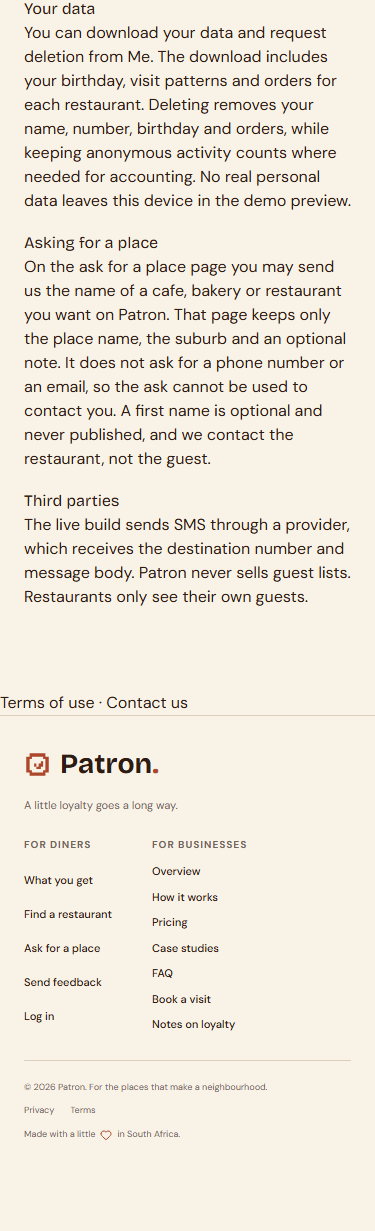 Your data
You can download your data and request
deletion from Me. The download includes
your birthday, visit patterns and orders for
each restaurant. Deleting removes your
name, number, birthday and orders, while
keeping anonymous activity counts where
needed for accounting. No real personal
data leaves this device in the demo preview.
Asking for a place
On the ask for a place page you may send
us the name of a cafe, bakery or restaurant
you want on Patron. That page keeps only
the place name, the suburb and an optional
note. It does not ask for a phone number or
an email, so the ask cannot be used to
contact you. A first name is optional and
never published, and we contact the
restaurant, not the guest.
Third parties
The live build sends SMS through a provider,
which receives the destination number and
message body. Patron never sells guest lists.
Restaurants only see their own guests.
Terms of use · Contact us
Patron.
A little loyalty goes a long way.
FOR DINERS
What you get
Find a restaurant
Ask for a place
Send feedback
Log in
FOR BUSINESSES
Overview
How it works
Pricing
Case studies
FAQ
Book a visit
Notes on loyalty
© 2026 Patron. For the places that make a neighbourhood.
Privacy Terms
Made with a little in South Africa.